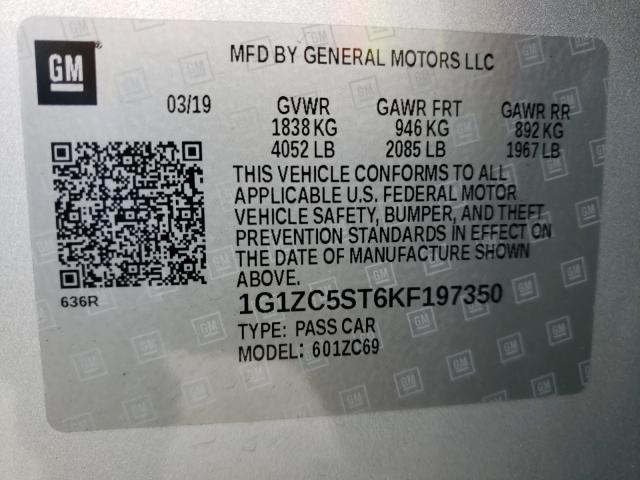 GM
MFD BY GENERAL MOTORS LLC
03/19 GVWR GAWR FRT GAWR RR
1838 KG 946 KG 892 KG
4052 LB 2085 LB 1967 LB
THIS VEHICLE CONFORMS TO ALL
APPLICABLE U.S. FEDERAL MOTOR
VEHICLE SAFETY, BUMPER, AND THEFT
PREVENTION STANDARDS IN EFFECT ON
THE DATE OF MANUFACTURE SHOWN
ABOVE.
636R
1G1ZC5ST6KF197350
TYPE: PASS CAR
MODEL: 601ZC69